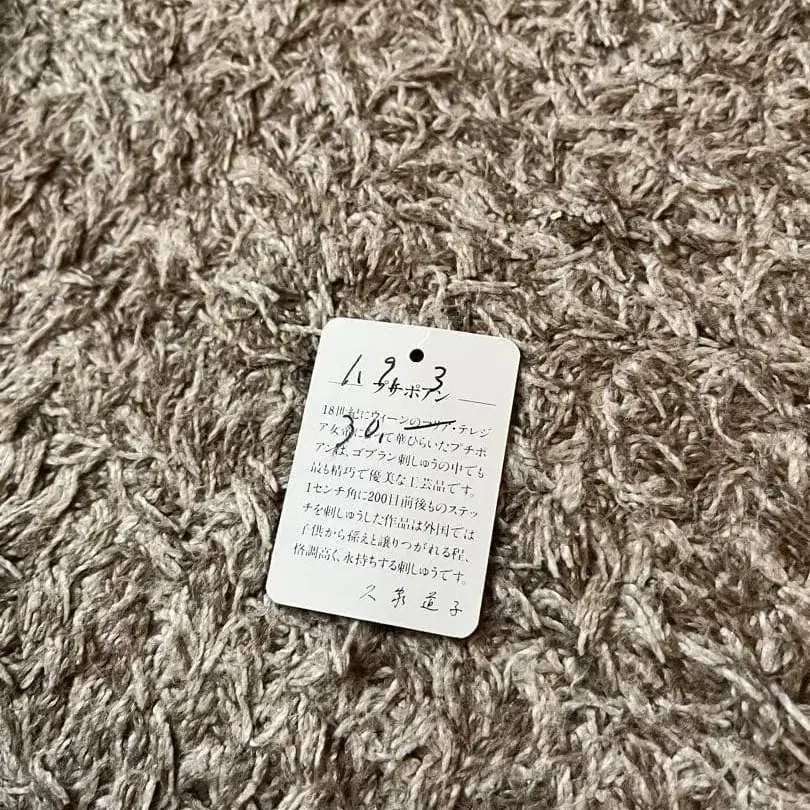 1, 9 3
プチポアン
18世紀にウィーンのマリア・テレジ
30,
ア女帝によって華ひらいたプチポ
アンは、ゴブラン刺しゅうの中でも
最も精巧で優美な工芸品です。
1センチ角に200目前後ものステッ
チを刺しゅうした作品は外国では
子供から孫えと譲りつがれる程、
格調高く、永持ちする刺しゅうです。
久 道子